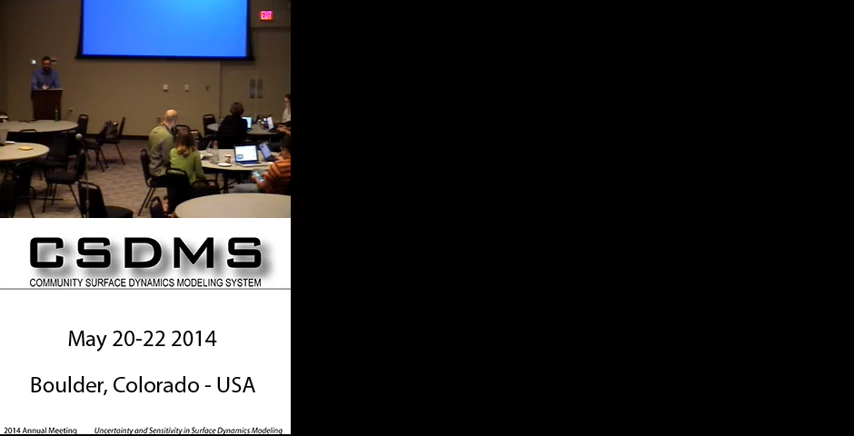 EXIT
CSDMS
COMMUNITY SURFACE DYNAMICS MODELING SYSTEM
May 20-22 2014
Boulder, Colorado - USA
2014 Annual Meeting Uncertainty and Sensitivity in Surface Dynamics Modeling